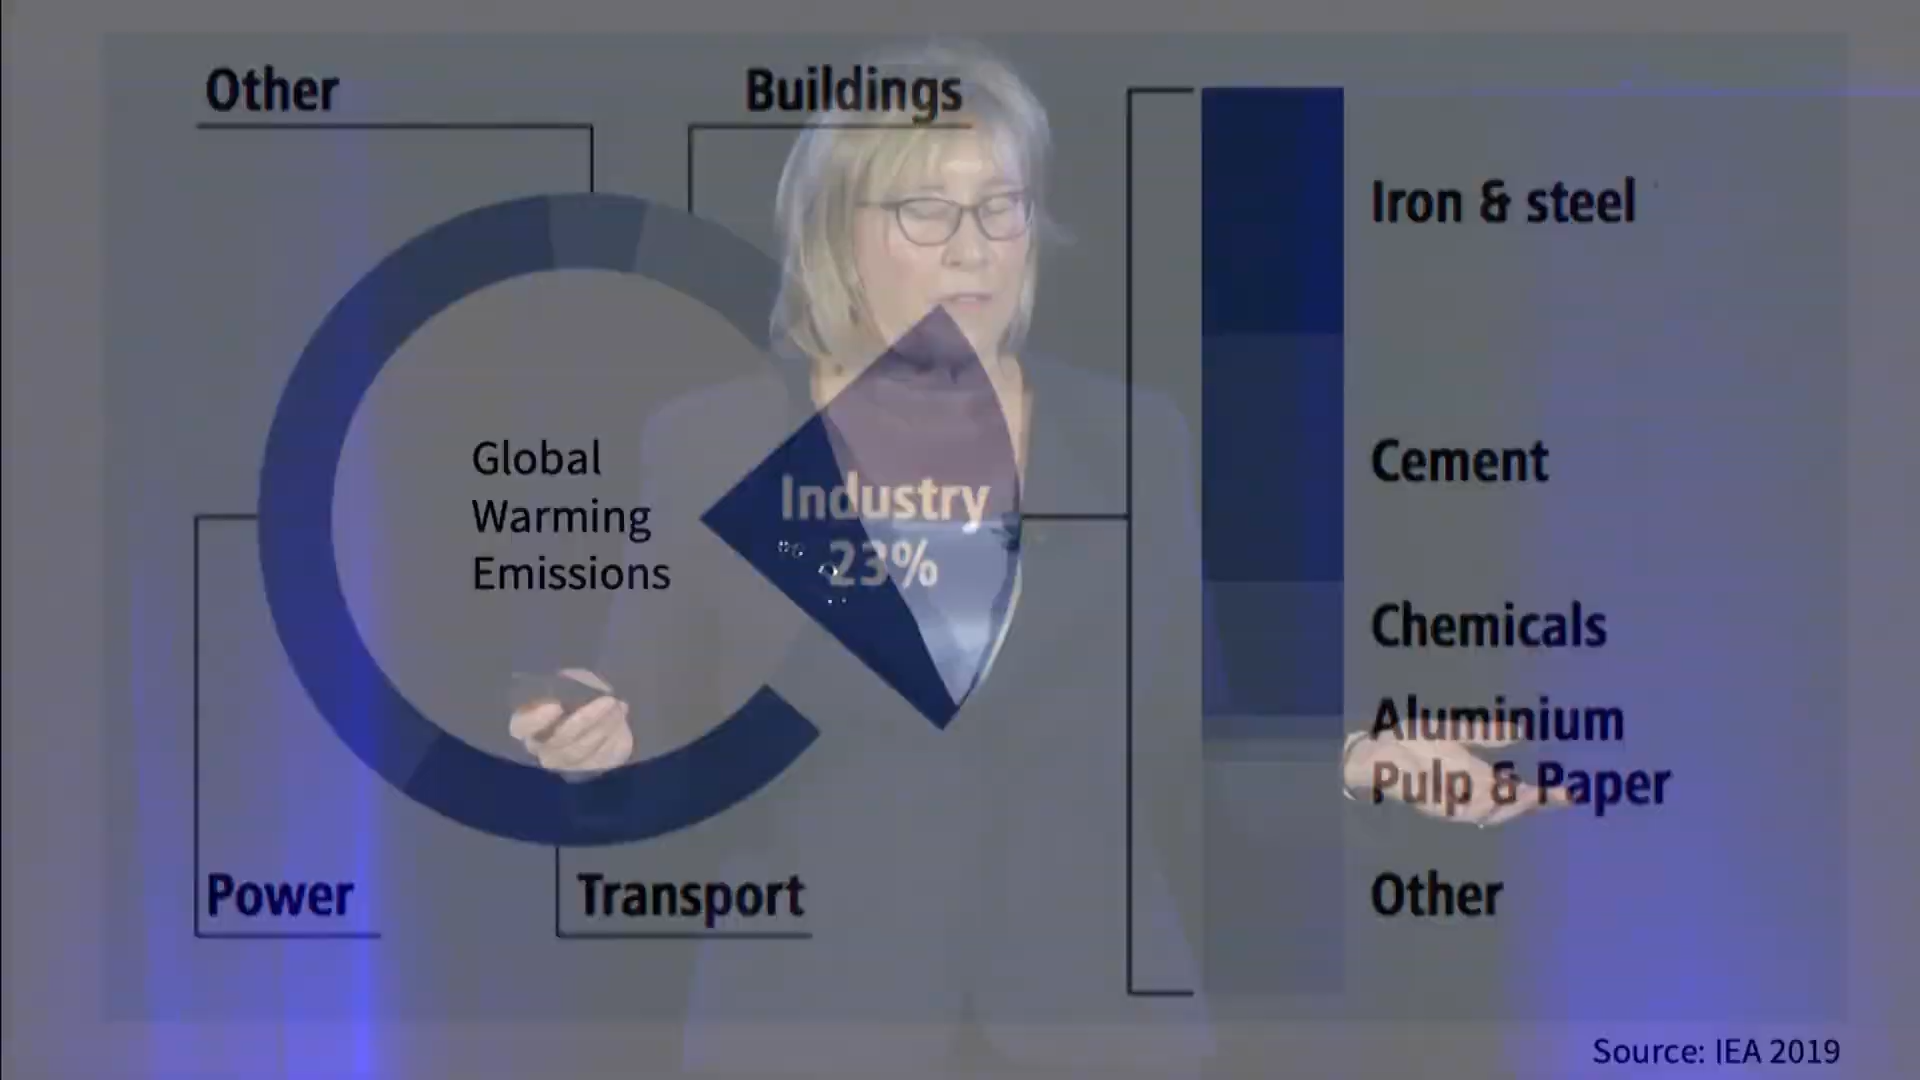 Other
Buildings
Global
Warming
Emissions
Industry
23%
Power
Transport
Iron & steel
Cement
Chemicals
Aluminium
Pulp & Paper
Other
Source: IEA 2019